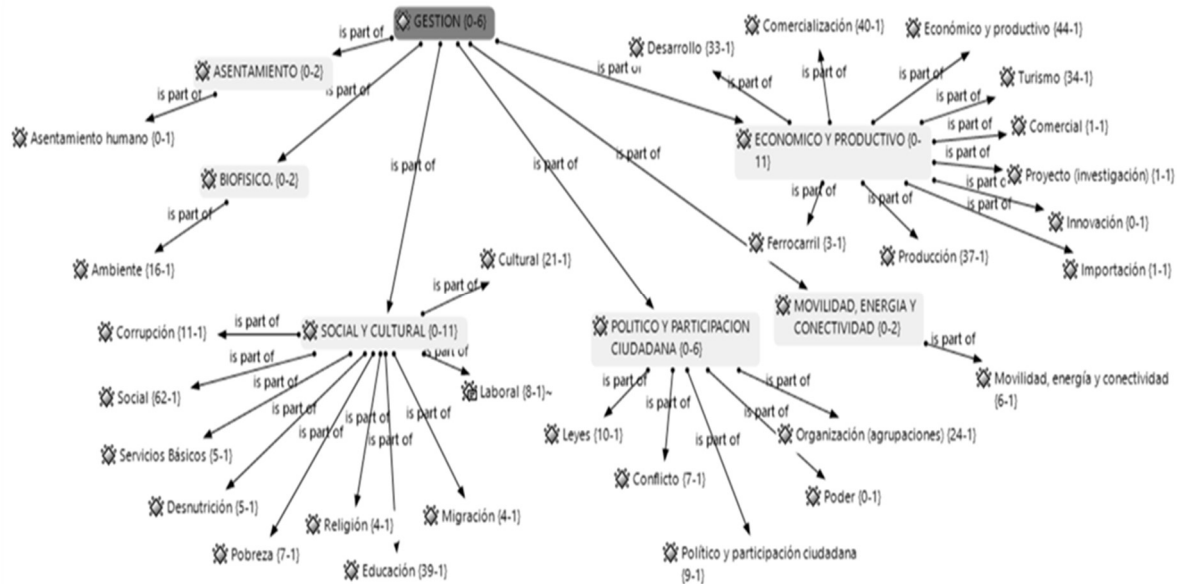 GESTION {0-6}
is part of
Comercialización {40-1}
Económico y productivo {44-1}
Desarrollo {33-1}
is part of
ASENTAMIENTO {0-2}
is part of
is part of
is part of
is part of
Turismo {34-1}
is part of
is part of
Asentamiento humano {0-1}
Comercial {1-1}
is part of
ECONOMICO Y PRODUCTIVO {0-
11}
is part of
is part of
is part of
is part of
BIOFISICO. {0-2}
Proyecto (investigación) {1-1}
is part of
is part of
is part of
is part of
is part of
Innovación {0-1}
Ferrocarril {3-1}
Producción {37-1}
Importación {1-1}
Ambiente {16-1}
Cultural {21-1}
is part of
MOVILIDAD, ENERGIA Y
CONECTIVIDAD {0-2}
Corrupción {11-1}
is part of
SOCIAL Y CULTURAL {0-11}
POLITICO Y PARTICIPACION
CIUDADANA {0-6}
is part of
is part of
is part of
is part of
is part of
is part of
Movilidad, energía y conectividad
{6-1}
Social {62-1}
Laboral {8-1}~
is part of
is part of
is part of
is part of
is part of
is part of
Leyes {10-1}
is part of
is part of
Organización (agrupaciones) {24-1}
Servicios Básicos {5-1}
Conflicto {7-1}
Poder {0-1}
Desnutrición {5-1}
Religión {4-1}
Migración {4-1}
Pobreza {7-1}
Educación {39-1}
Político y participación ciudadana
{9-1}